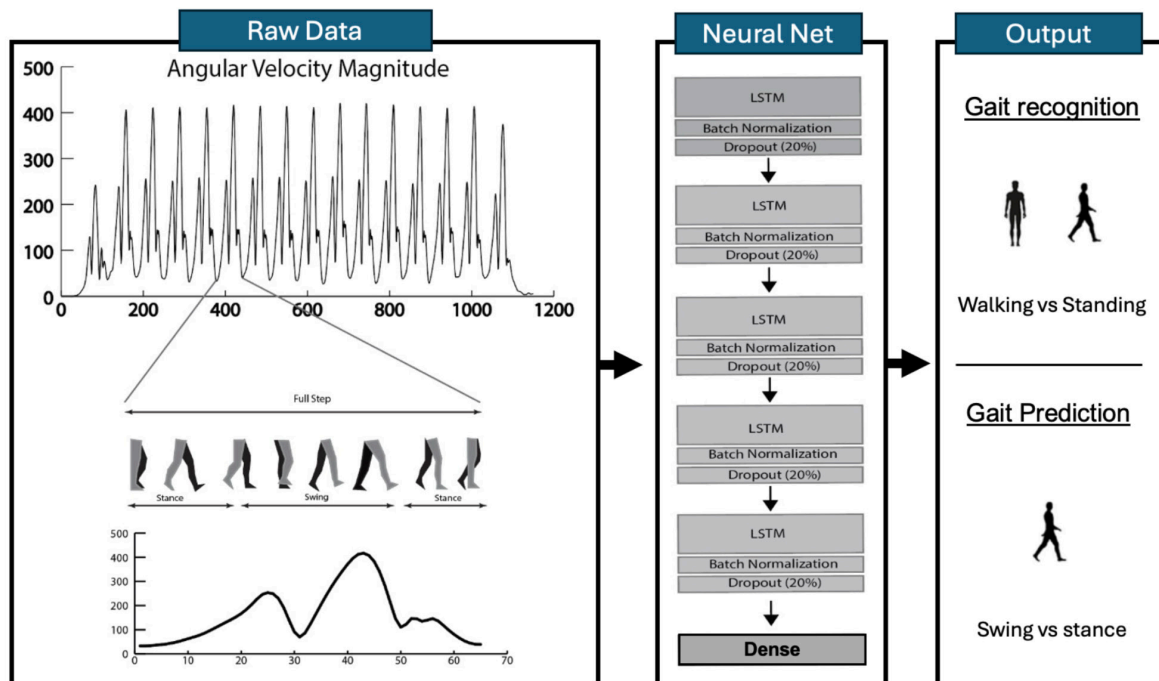 Raw Data
Angular Velocity Magnitude
500
400
300
200
100
0
0 200 400 600 800 1000 1200
Full Step
Stance Swing Stance
500
400
300
200
100
0
0 10 20 30 40 50 60 70
Neural Net
LSTM
Batch Normalization
Dropout (20%)
LSTM
Batch Normalization
Dropout (20%)
LSTM
Batch Normalization
Dropout (20%)
LSTM
Batch Normalization
Dropout (20%)
LSTM
Batch Normalization
Dropout (20%)
Dense
Output
Gait recognition
Walking vs Standing
Gait Prediction
Swing vs stance